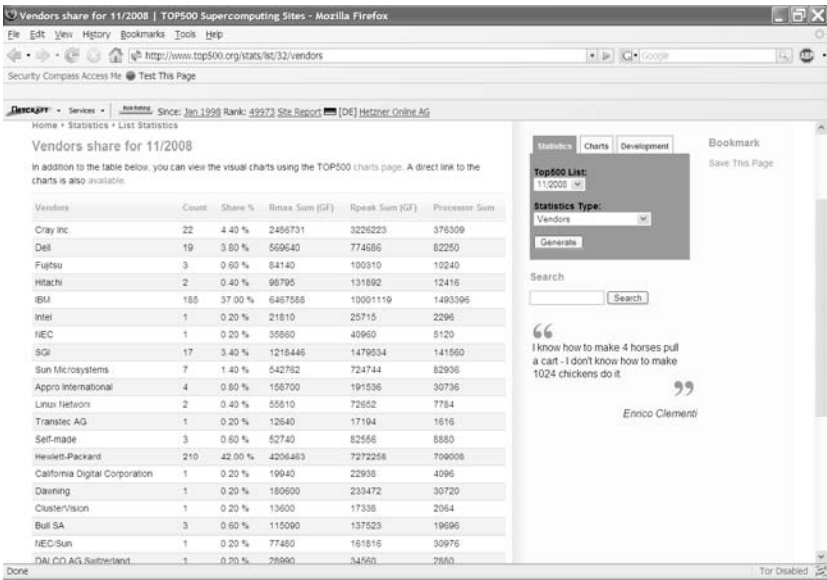 Vendors share for 11/2008 | TOP500 Supercomputing Sites - Mozilla Firefox
File Edit View History Bookmarks Tools Help
http://www.top500.org/stats/list/32/vendors
Google
Security Compass Access Me Test This Page
NETCRAFT Services Since: Jan 1998 Rank: 49973 Site Report [DE] Hetzner Online AG
Home Statistics List Statistics
Vendors share for 11/2008
In addition to the table below, you can view the visual charts using the TOP500 charts page. A direct link to the
charts is also available.
Vendors Count Share % Rmax Sum (GF) Rpeak Sum (GF) Processor Sum
Cray Inc. 22 4.40 % 2486731 3226223 376309
Dell 19 3.80 % 569640 774686 82250
Fujitsu 3 0.60 % 84140 100310 10240
Hitachi 2 0.40 % 98795 131892 12416
IBM 185 37.00 % 6467588 10001119 1493396
Intel 1 0.20 % 21810 25715 2296
NEC 1 0.20 % 35860 40960 5120
SGI 17 3.40 % 1218446 1479534 141560
Sun Microsystems 7 1.40 % 542762 724744 82936
Appro International 4 0.80 % 158700 191536 30736
Linux Networx 2 0.40 % 55810 72652 7784
Transtec AG 1 0.20 % 12640 17194 1616
Self-made 3 0.60 % 52740 82556 8880
Hewlett-Packard 210 42.00 % 4206463 7272258 709008
California Digital Corporation 1 0.20 % 19940 22938 4096
Dawning 1 0.20 % 180600 233472 30720
ClusterVision 1 0.20 % 13600 17338 2064
Bull SA 3 0.60 % 115090 137523 19696
NEC/Sun 1 0.20 % 77480 161816 30976
DALCO AG Switzerland 1 0.20 % 28990 34560 2880
Statistics Charts Development
Top500 List:
11/2008
Statistics Type:
Vendors
Generate
Search
Search
I know how to make 4 horses pull
a cart - I don't know how to make
1024 chickens do it.
Enrico Clementi
Bookmark
Save This Page
Done
Tor Disabled